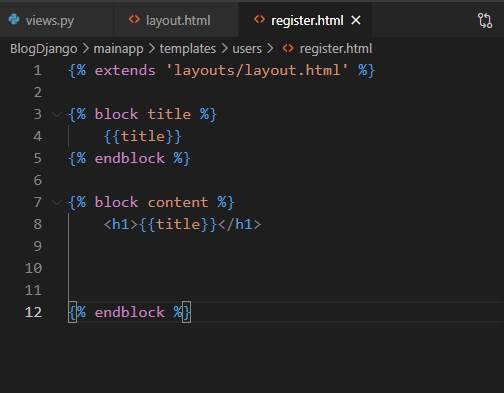 views.py layout.html register.html
BlogDjango > mainapp > templates > users > register.html
1 {% extends 'layouts/layout.html' %}
2
3 {% block title %}
4 {{title}}
5 {% endblock %}
6
7 {% block content %}
8 <h1>{{title}}</h1>
9
10
11
12 {% endblock %}